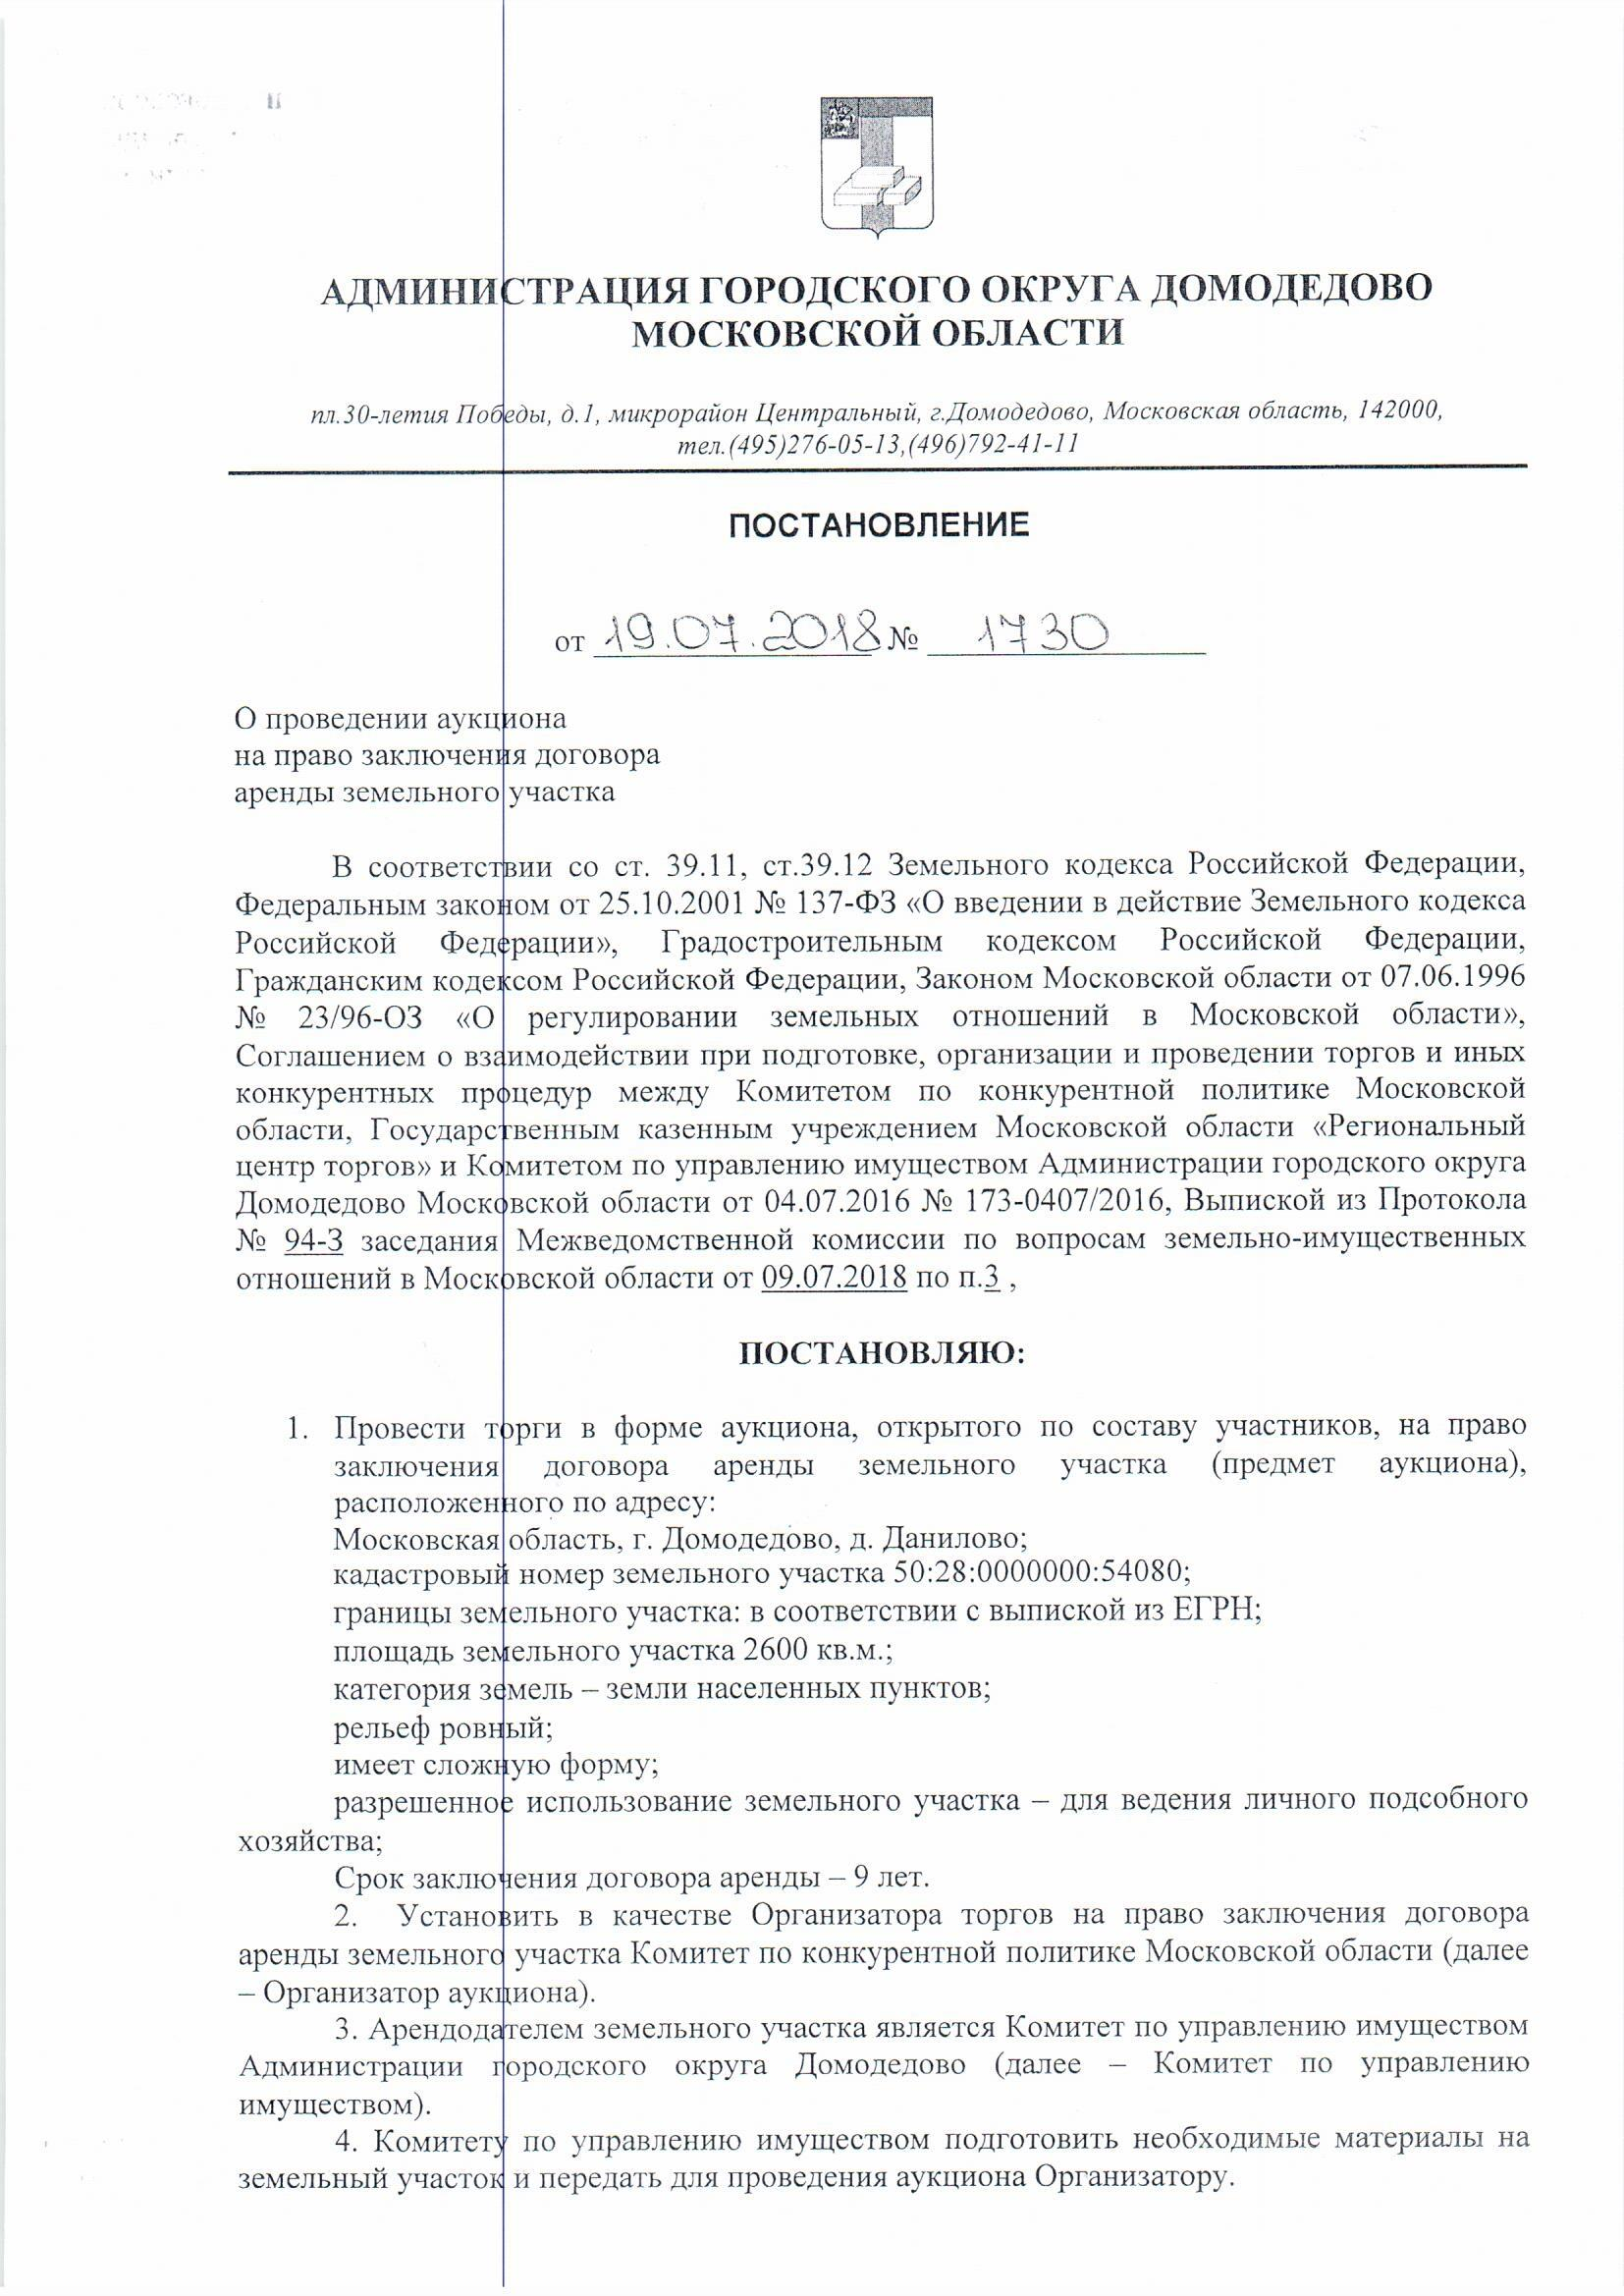 АДМИНИСТРАЦИЯ ГОРОДСКОГО ОКРУГА ДОМОДЕДОВО
МОСКОВСКОЙ ОБЛАСТИ
пл.30-летия Победы, д.1, микрорайон Центральный, г.Домодедово, Московская область, 142000,
тел.(495)276-05-13,(496)792-41-11
ПОСТАНОВЛЕНИЕ
от 19.07.2018 № 1730
О проведении аукциона
на право заключения договора
аренды земельного участка
В соответствии со ст. 39.11, ст.39.12 Земельного кодекса Российской Федерации,
Федеральным законом от 25.10.2001 № 137-ФЗ «О введении в действие Земельного кодекса
Российской Федерации», Градостроительным кодексом Российской Федерации,
Гражданским кодексом Российской Федерации, Законом Московской области от 07.06.1996
№ 23/96-ОЗ «О регулировании земельных отношений в Московской области»,
Соглашением о взаимодействии при подготовке, организации и проведении торгов и иных
конкурентных процедур между Комитетом по конкурентной политике Московской
области, Государственным казенным учреждением Московской области «Региональный
центр торгов» и Комитетом по управлению имуществом Администрации городского округа
Домодедово Московской области от 04.07.2016 № 173-0407/2016, Выпиской из Протокола
№ 94-З заседания Межведомственной комиссии по вопросам земельно-имущественных
отношений в Московской области от 09.07.2018 по п.3 ,
ПОСТАНОВЛЯЮ:
1. Провести торги в форме аукциона, открытого по составу участников, на право
заключения договора аренды земельного участка (предмет аукциона),
расположенного по адресу:
Московская область, г. Домодедово, д. Данилово;
кадастровый номер земельного участка 50:28:0000000:54080;
границы земельного участка: в соответствии с выпиской из ЕГРН;
площадь земельного участка 2600 кв.м.;
категория земель – земли населенных пунктов;
рельеф ровный;
имеет сложную форму;
разрешенное использование земельного участка – для ведения личного подсобного
хозяйства;
Срок заключения договора аренды – 9 лет.
2. Установить в качестве Организатора торгов на право заключения договора
аренды земельного участка Комитет по конкурентной политике Московской области (далее
– Организатор аукциона).
3. Арендодателем земельного участка является Комитет по управлению имуществом
Администрации городского округа Домодедово (далее – Комитет по управлению
имуществом).
4. Комитету по управлению имуществом подготовить необходимые материалы на
земельный участок и передать для проведения аукциона Организатору.